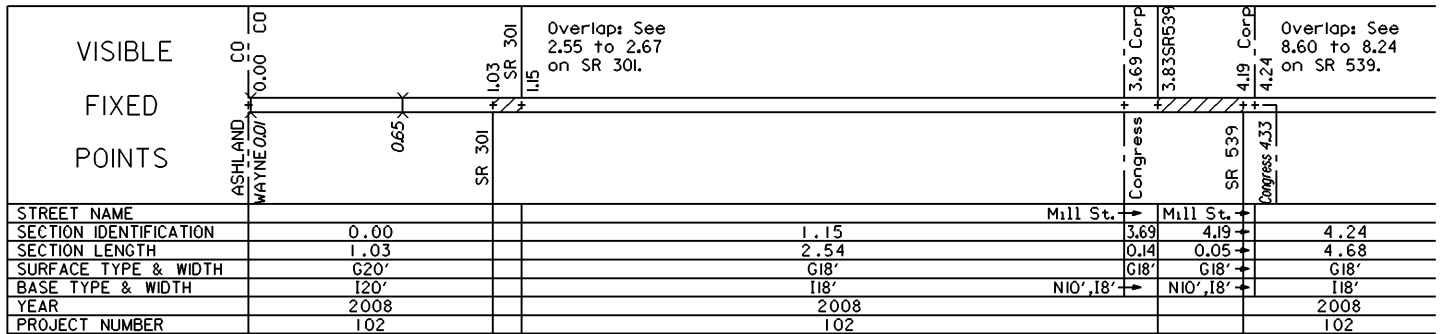 VISIBLE
FIXED
POINTS
ASHLAND CO
WAYNE 0.01
0.00 CO
0.65
1.03
SR 301
1.15
SR 301
Overlap: See
2.55 to 2.67
on SR 301.
3.69 Corp
Congress
3.83 SR539
4.19 Corp
4.24
SR 539
Congress 4.33
Overlap: See
8.60 to 8.24
on SR 539.
STREET NAME Mill St. Mill St.
SECTION IDENTIFICATION 0.00 1.15 3.69 4.19 4.24
SECTION LENGTH 1.03 2.54 0.14 0.05 4.68
SURFACE TYPE & WIDTH G20' G18' G18' G18' G18'
BASE TYPE & WIDTH I20' I18' N10',I8' N10',I8' I18'
YEAR 2008 2008 2008
PROJECT NUMBER 102 102 102